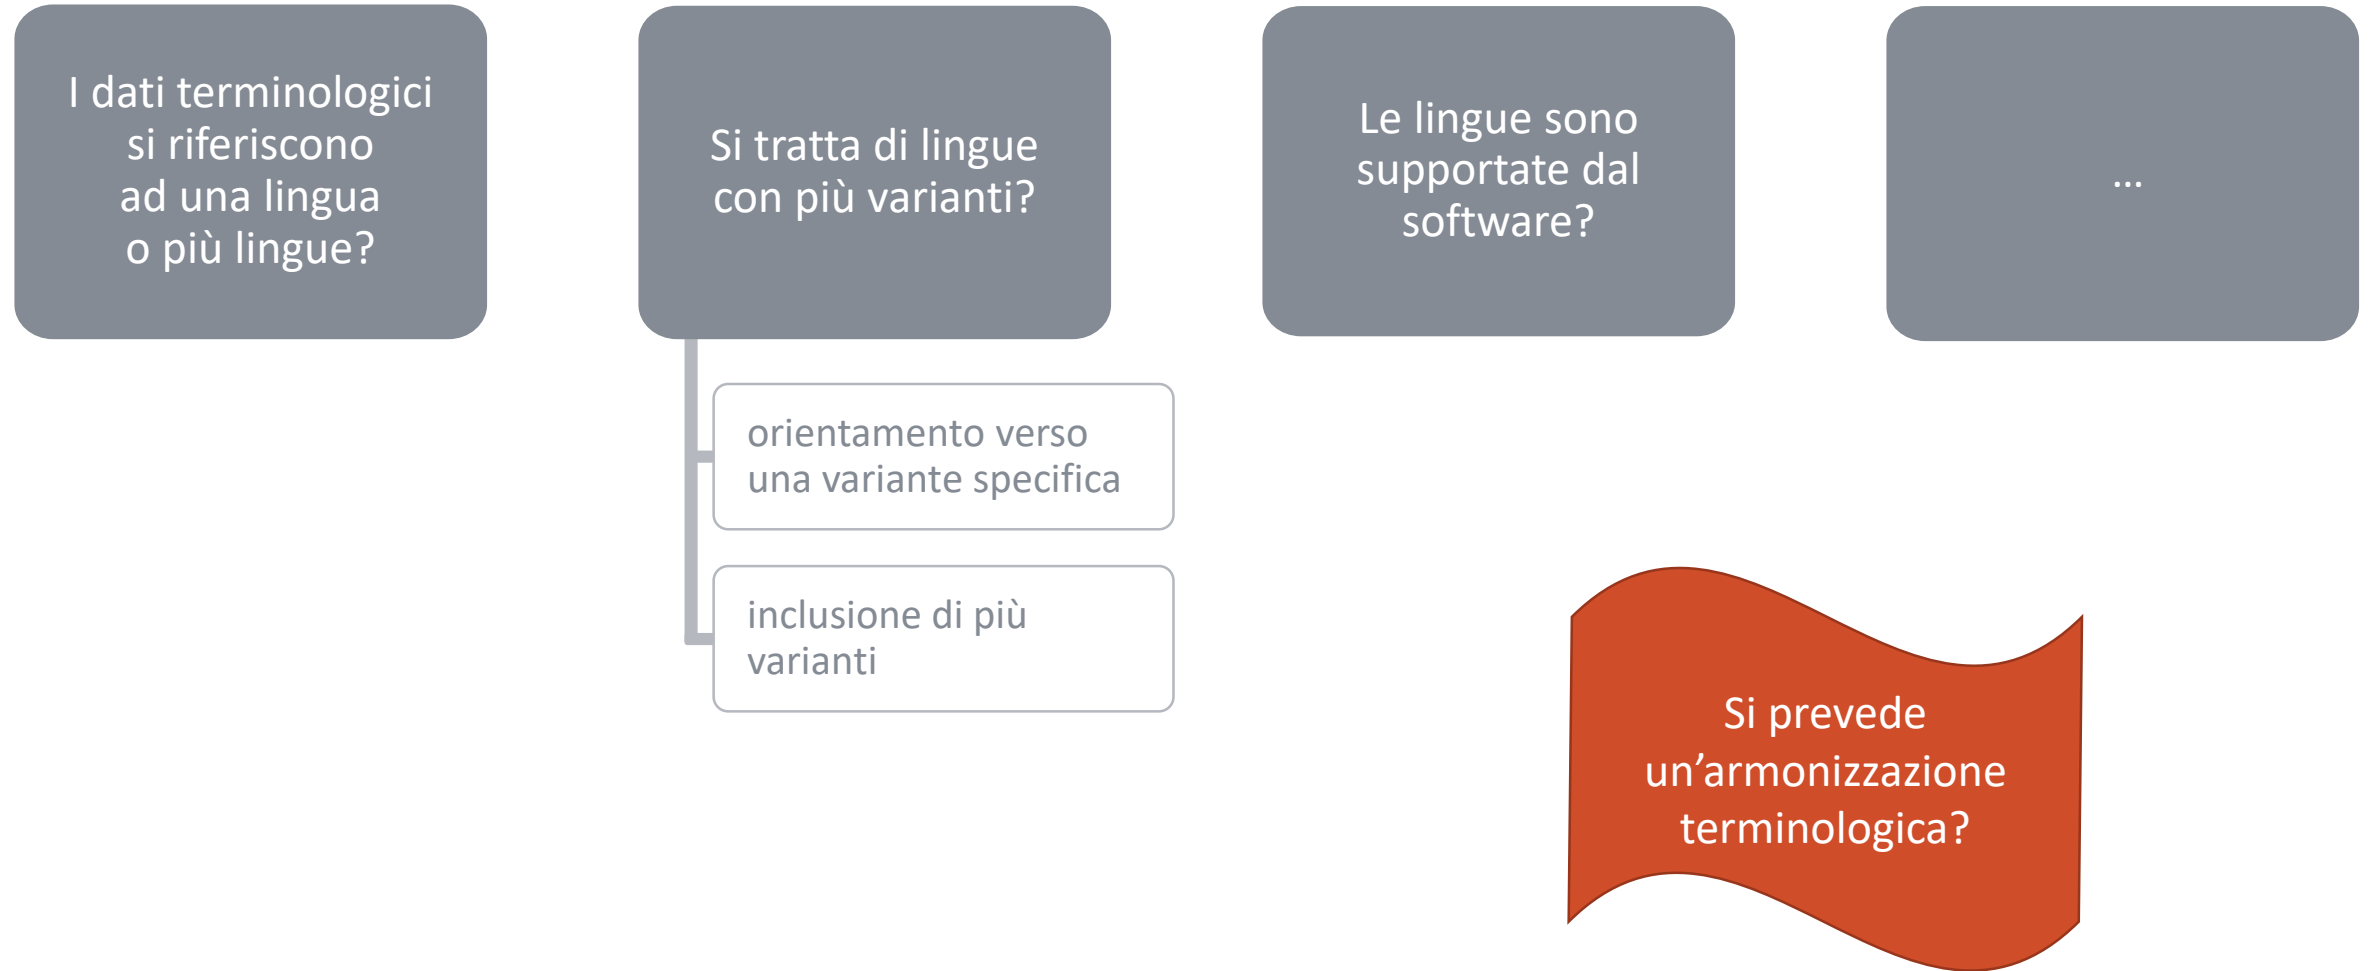 I dati terminologici
si riferiscono
ad una lingua
o più lingue?
Si tratta di lingue
con più varianti?
orientamento verso
una variante specifica
inclusione di più
varianti
Le lingue sono
supportate dal
software?
…
Si prevede
un’armonizzazione
terminologica?